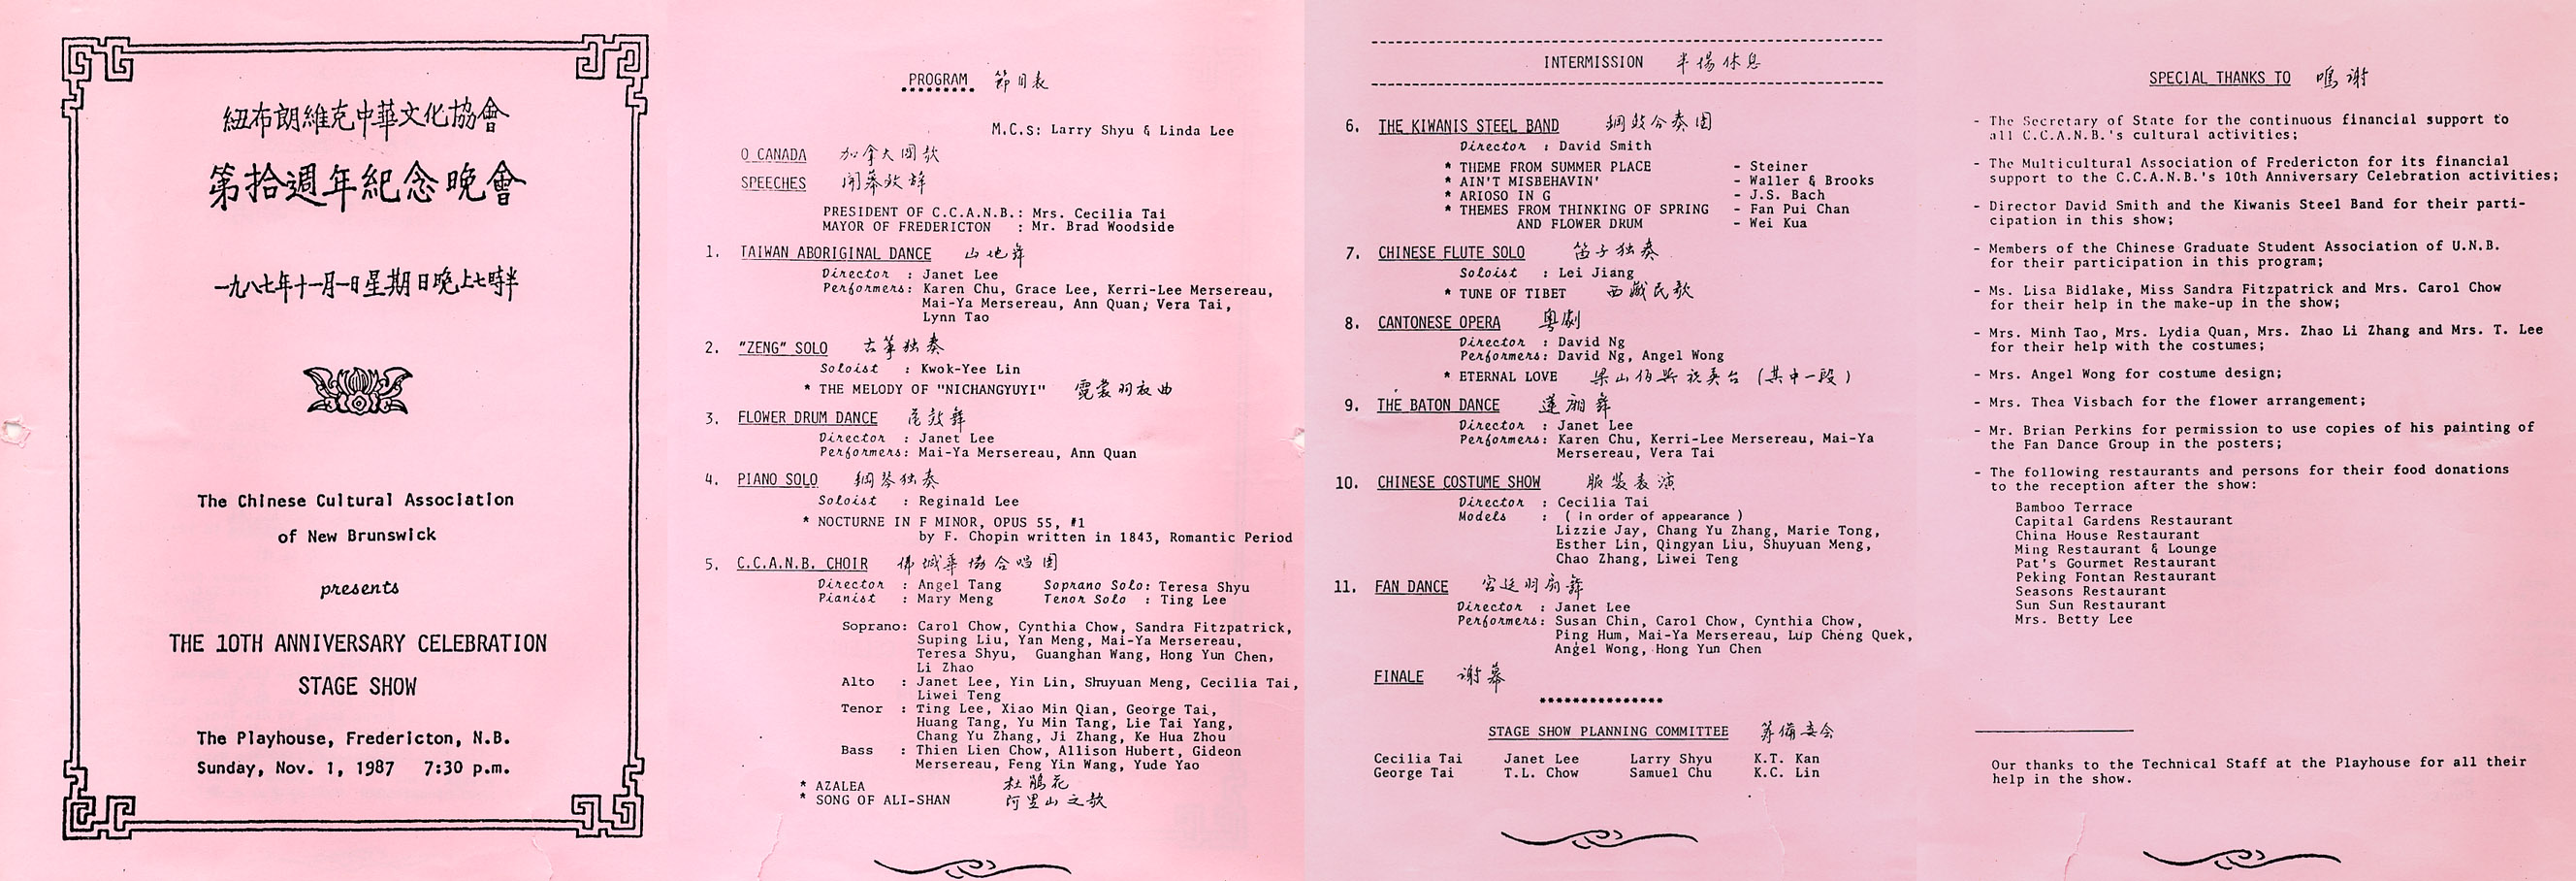 紐布朗維克中華文化協會
第拾週年紀念晚會
一九八七年十一月一日星期日晚上七時半
The Chinese Cultural Association
of New Brunswick
presents
THE 10TH ANNIVERSARY CELEBRATION
STAGE SHOW
The Playhouse, Fredericton, N.B.
Sunday, Nov. 1, 1987 7:30 p.m.
PROGRAM 節目表
M.C.s: Larry Shyu & Linda Lee
O CANADA 加拿大國歌
SPEECHES 開幕致辞
PRESIDENT OF C.C.A.N.B.: Mrs. Cecilia Tai
MAYOR OF FREDERICTON : Mr. Brad Woodside
1. TAIWAN ABORIGINAL DANCE 山地舞
Director : Janet Lee
Performers: Karen Chu, Grace Lee, Kerri-Lee Mersereau,
Mai-Ya Mersereau, Ann Quan, Vera Tai,
Lynn Tao
2. "ZENG" SOLO 古筝独奏
Soloist : Kwok-Yee Lin
* THE MELODY OF "NICHANGYUYI" 霓裳羽衣曲
3. FLOWER DRUM DANCE 花鼓舞
Director : Janet Lee
Performers: Mai-Ya Mersereau, Ann Quan
4. PIANO SOLO 鋼琴独奏
Soloist : Reginald Lee
* NOCTURNE IN F MINOR, OPUS 55, #1
by F. Chopin written in 1843, Romantic Period
5. C.C.A.N.B. CHOIR 佛城華協合唱团
Director : Angel Tang Soprano Solo: Teresa Shyu
Pianist : Mary Meng Tenor Solo : Ting Lee
Soprano: Carol Chow, Cynthia Chow, Sandra Fitzpatrick,
Suping Liu, Yan Meng, Mai-Ya Mersereau,
Teresa Shyu, Guanghan Wang, Hong Yun Chen,
Li Zhao
Alto : Janet Lee, Yin Lin, Shuyuan Meng, Cecilia Tai,
Liwei Teng
Tenor : Ting Lee, Xiao Min Qian, George Tai,
Huang Tang, Yu Min Tang, Lie Tai Yang,
Chang Yu Zhang, Ji Zhang, Ke Hua Zhou
Bass : Thien Lien Chow, Allison Hubert, Gideon
Mersereau, Feng Yin Wang, Yude Yao
* AZALEA 杜鵑花
* SONG OF ALI-SHAN 阿里山之歌
INTERMISSION 半場休息
6. THE KIWANIS STEEL BAND 鋼鼓合奏团
Director : David Smith
* THEME FROM SUMMER PLACE - Steiner
* AIN'T MISBEHAVIN' - Waller & Brooks
* ARIOSO IN G - J.S. Bach
* THEMES FROM THINKING OF SPRING - Fan Pui Chan
AND FLOWER DRUM - Wei Kua
7. CHINESE FLUTE SOLO 笛子独奏
Soloist : Lei Jiang
* TUNE OF TIBET 西藏民歌
8. CANTONESE OPERA 粵劇
Director : David Ng
Performers: David Ng, Angel Wong
* ETERNAL LOVE 梁山伯與祝英台 (其中一段)
9. THE BATON DANCE 蓮湘舞
Director : Janet Lee
Performers: Karen Chu, Kerri-Lee Mersereau, Mai-Ya
Mersereau, Vera Tai
10. CHINESE COSTUME SHOW 服裝表演
Director : Cecilia Tai
Models : ( in order of appearance )
Lizzie Jay, Chang Yu Zhang, Marie Tong,
Esther Lin, Qingyan Liu, Shuyuan Meng,
Chao Zhang, Liwei Teng
11. FAN DANCE 宮廷羽扇舞
Director : Janet Lee
Performers: Susan Chin, Carol Chow, Cynthia Chow,
Ping Hum, Mai-Ya Mersereau, Lup Cheng Quek,
Angel Wong, Hong Yun Chen
FINALE 谢幕
STAGE SHOW PLANNING COMMITTEE 筹備委会
Cecilia Tai Janet Lee Larry Shyu K.T. Kan
George Tai T.L. Chow Samuel Chu K.C. Lin
SPECIAL THANKS TO 鳴谢
- The Secretary of State for the continuous financial support to
all C.C.A.N.B.'s cultural activities;
- The Multicultural Association of Fredericton for its financial
support to the C.C.A.N.B.'s 10th Anniversary Celebration activities;
- Director David Smith and the Kiwanis Steel Band for their parti-
cipation in this show;
- Members of the Chinese Graduate Student Association of U.N.B.
for their participation in this program;
- Ms. Lisa Bidlake, Miss Sandra Fitzpatrick and Mrs. Carol Chow
for their help in the make-up in the show;
- Mrs. Minh Tao, Mrs. Lydia Quan, Mrs. Zhao Li Zhang and Mrs. T. Lee
for their help with the costumes;
- Mrs. Angel Wong for costume design;
- Mrs. Thea Visbach for the flower arrangement;
- Mr. Brian Perkins for permission to use copies of his painting of
the Fan Dance Group in the posters;
- The following restaurants and persons for their food donations
to the reception after the show:
Bamboo Terrace
Capital Gardens Restaurant
China House Restaurant
Ming Restaurant & Lounge
Pat's Gourmet Restaurant
Peking Fontan Restaurant
Seasons Restaurant
Sun Sun Restaurant
Mrs. Betty Lee
Our thanks to the Technical Staff at the Playhouse for all their
help in the show.